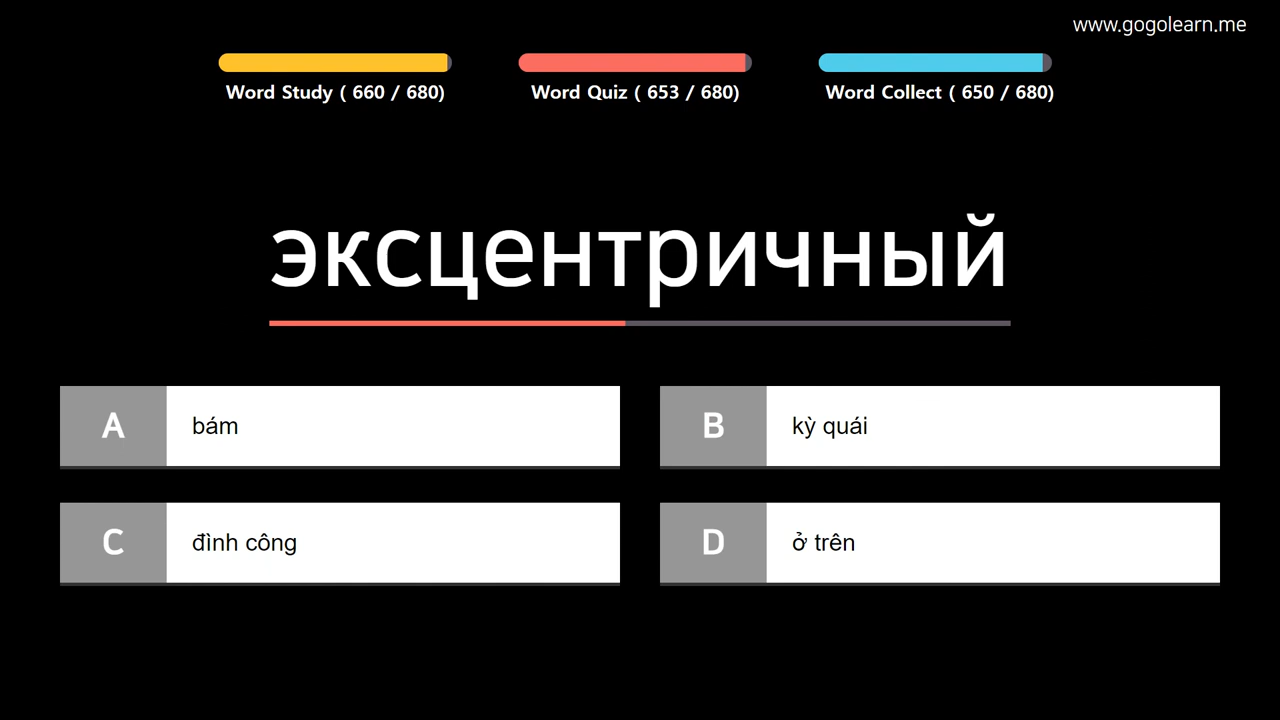 www.gogolearn.me
Word Study ( 660 / 680)
Word Quiz ( 653 / 680)
Word Collect ( 650 / 680)
эксцентричный
A bám
B kỳ quái
C đình công
D ở trên